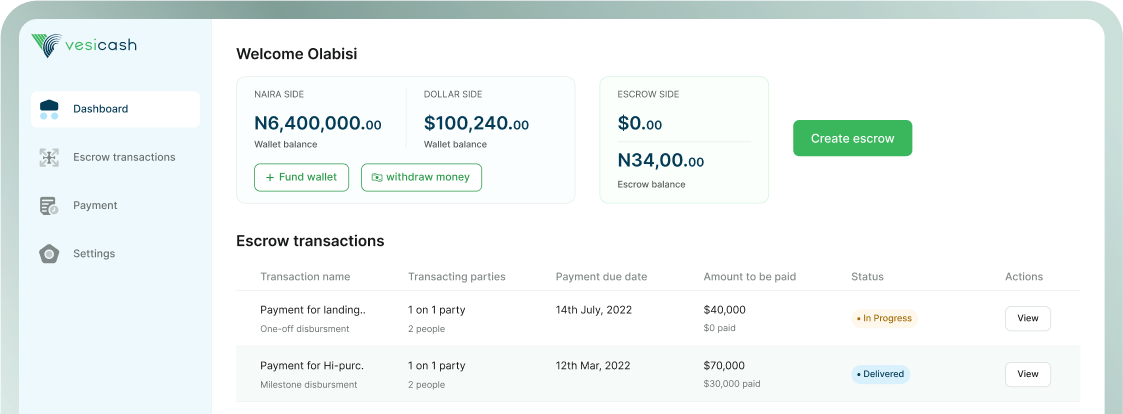 vesicash
Dashboard
Escrow transactions
Payment
Settings
Welcome Olabisi
NAIRA SIDE
N6,400,000.00
Wallet balance
DOLLAR SIDE
$100,240.00
Wallet balance
+ Fund wallet
withdraw money
ESCROW SIDE
$0.00
N34,00.00
Escrow balance
Create escrow
Escrow transactions
Transaction name Transacting parties Payment due date Amount to be paid Status Actions
Payment for landing.. 1 on 1 party 14th July, 2022 $40,000 • In Progress View
One-off disbursment 2 people $0 paid
Payment for Hi-purc. 1 on 1 party 12th Mar, 2022 $70,000 • Delivered View
Milestone disbursment 2 people $30,000 paid